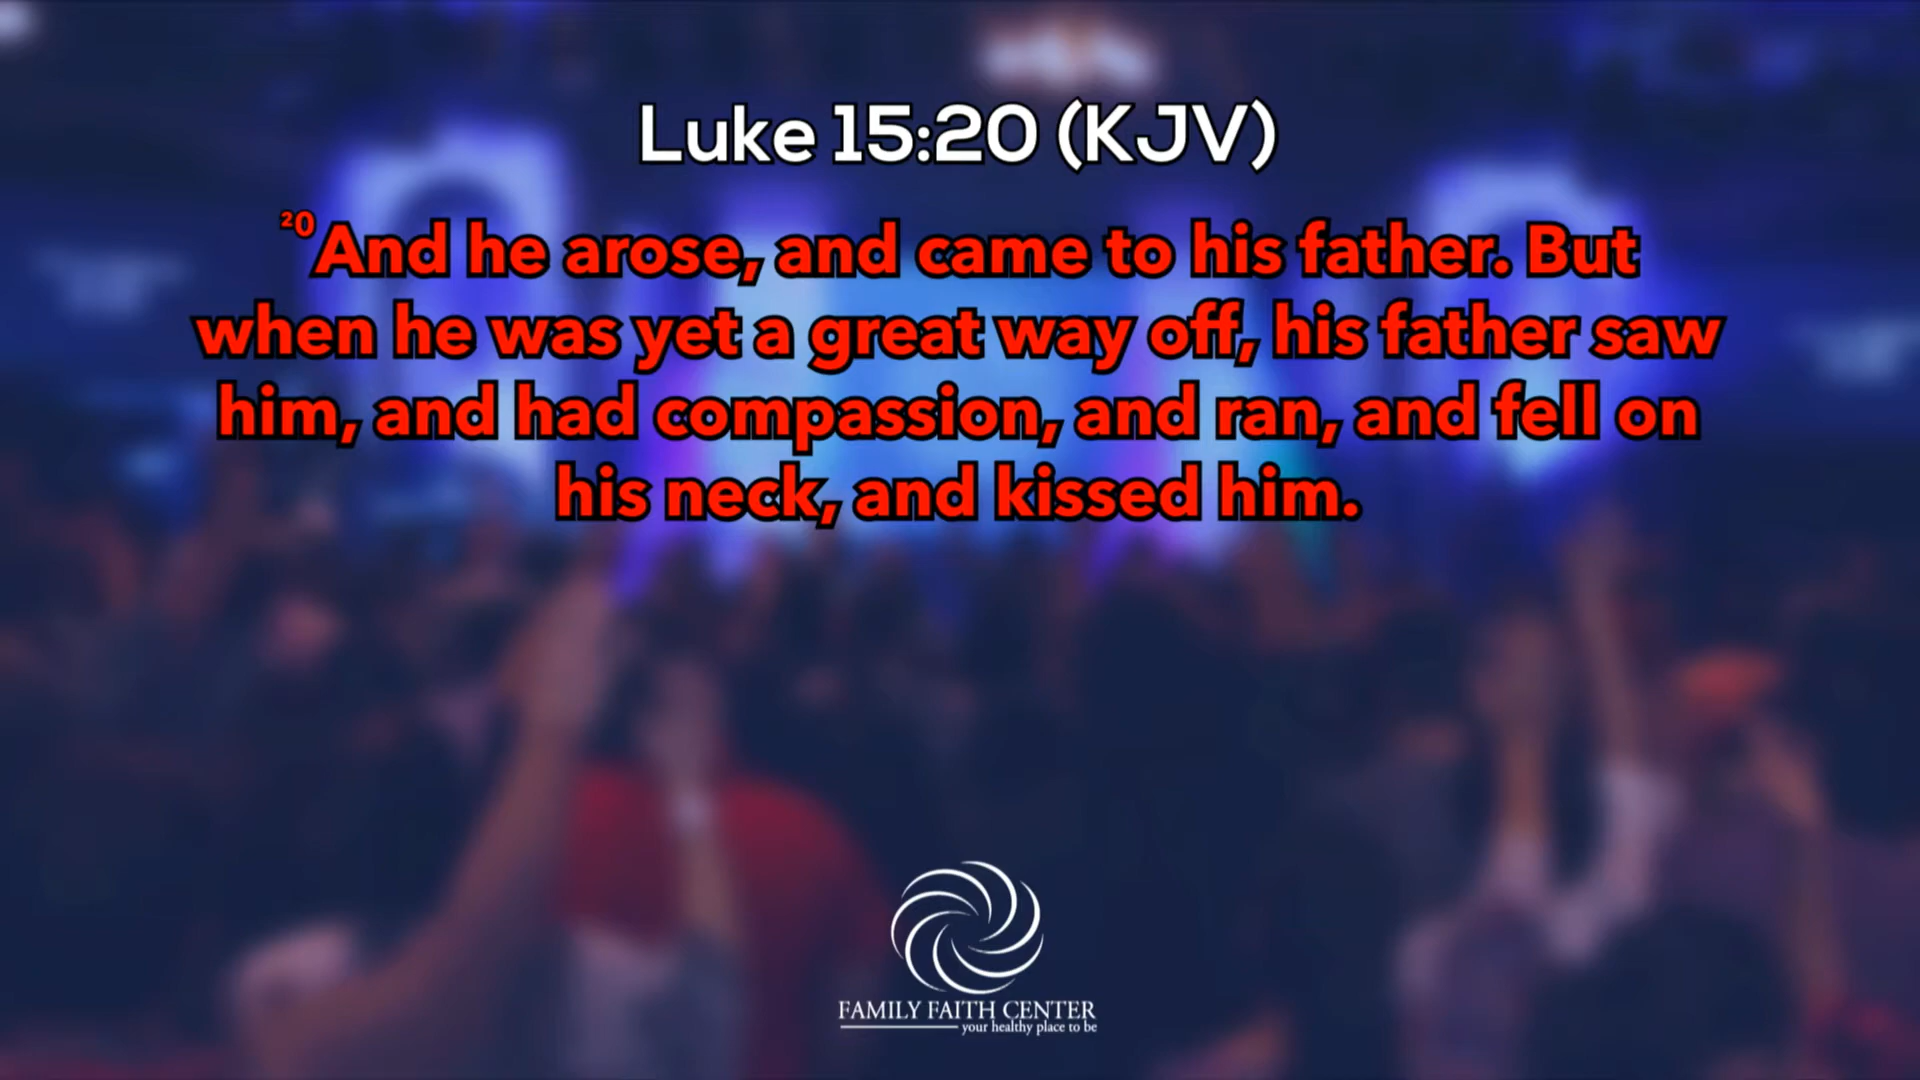 Luke 15:20 (KJV)
²⁰And he arose, and came to his father. But
when he was yet a great way off, his father saw
him, and had compassion, and ran, and fell on
his neck, and kissed him.
FAMILY FAITH CENTER
your healthy place to be